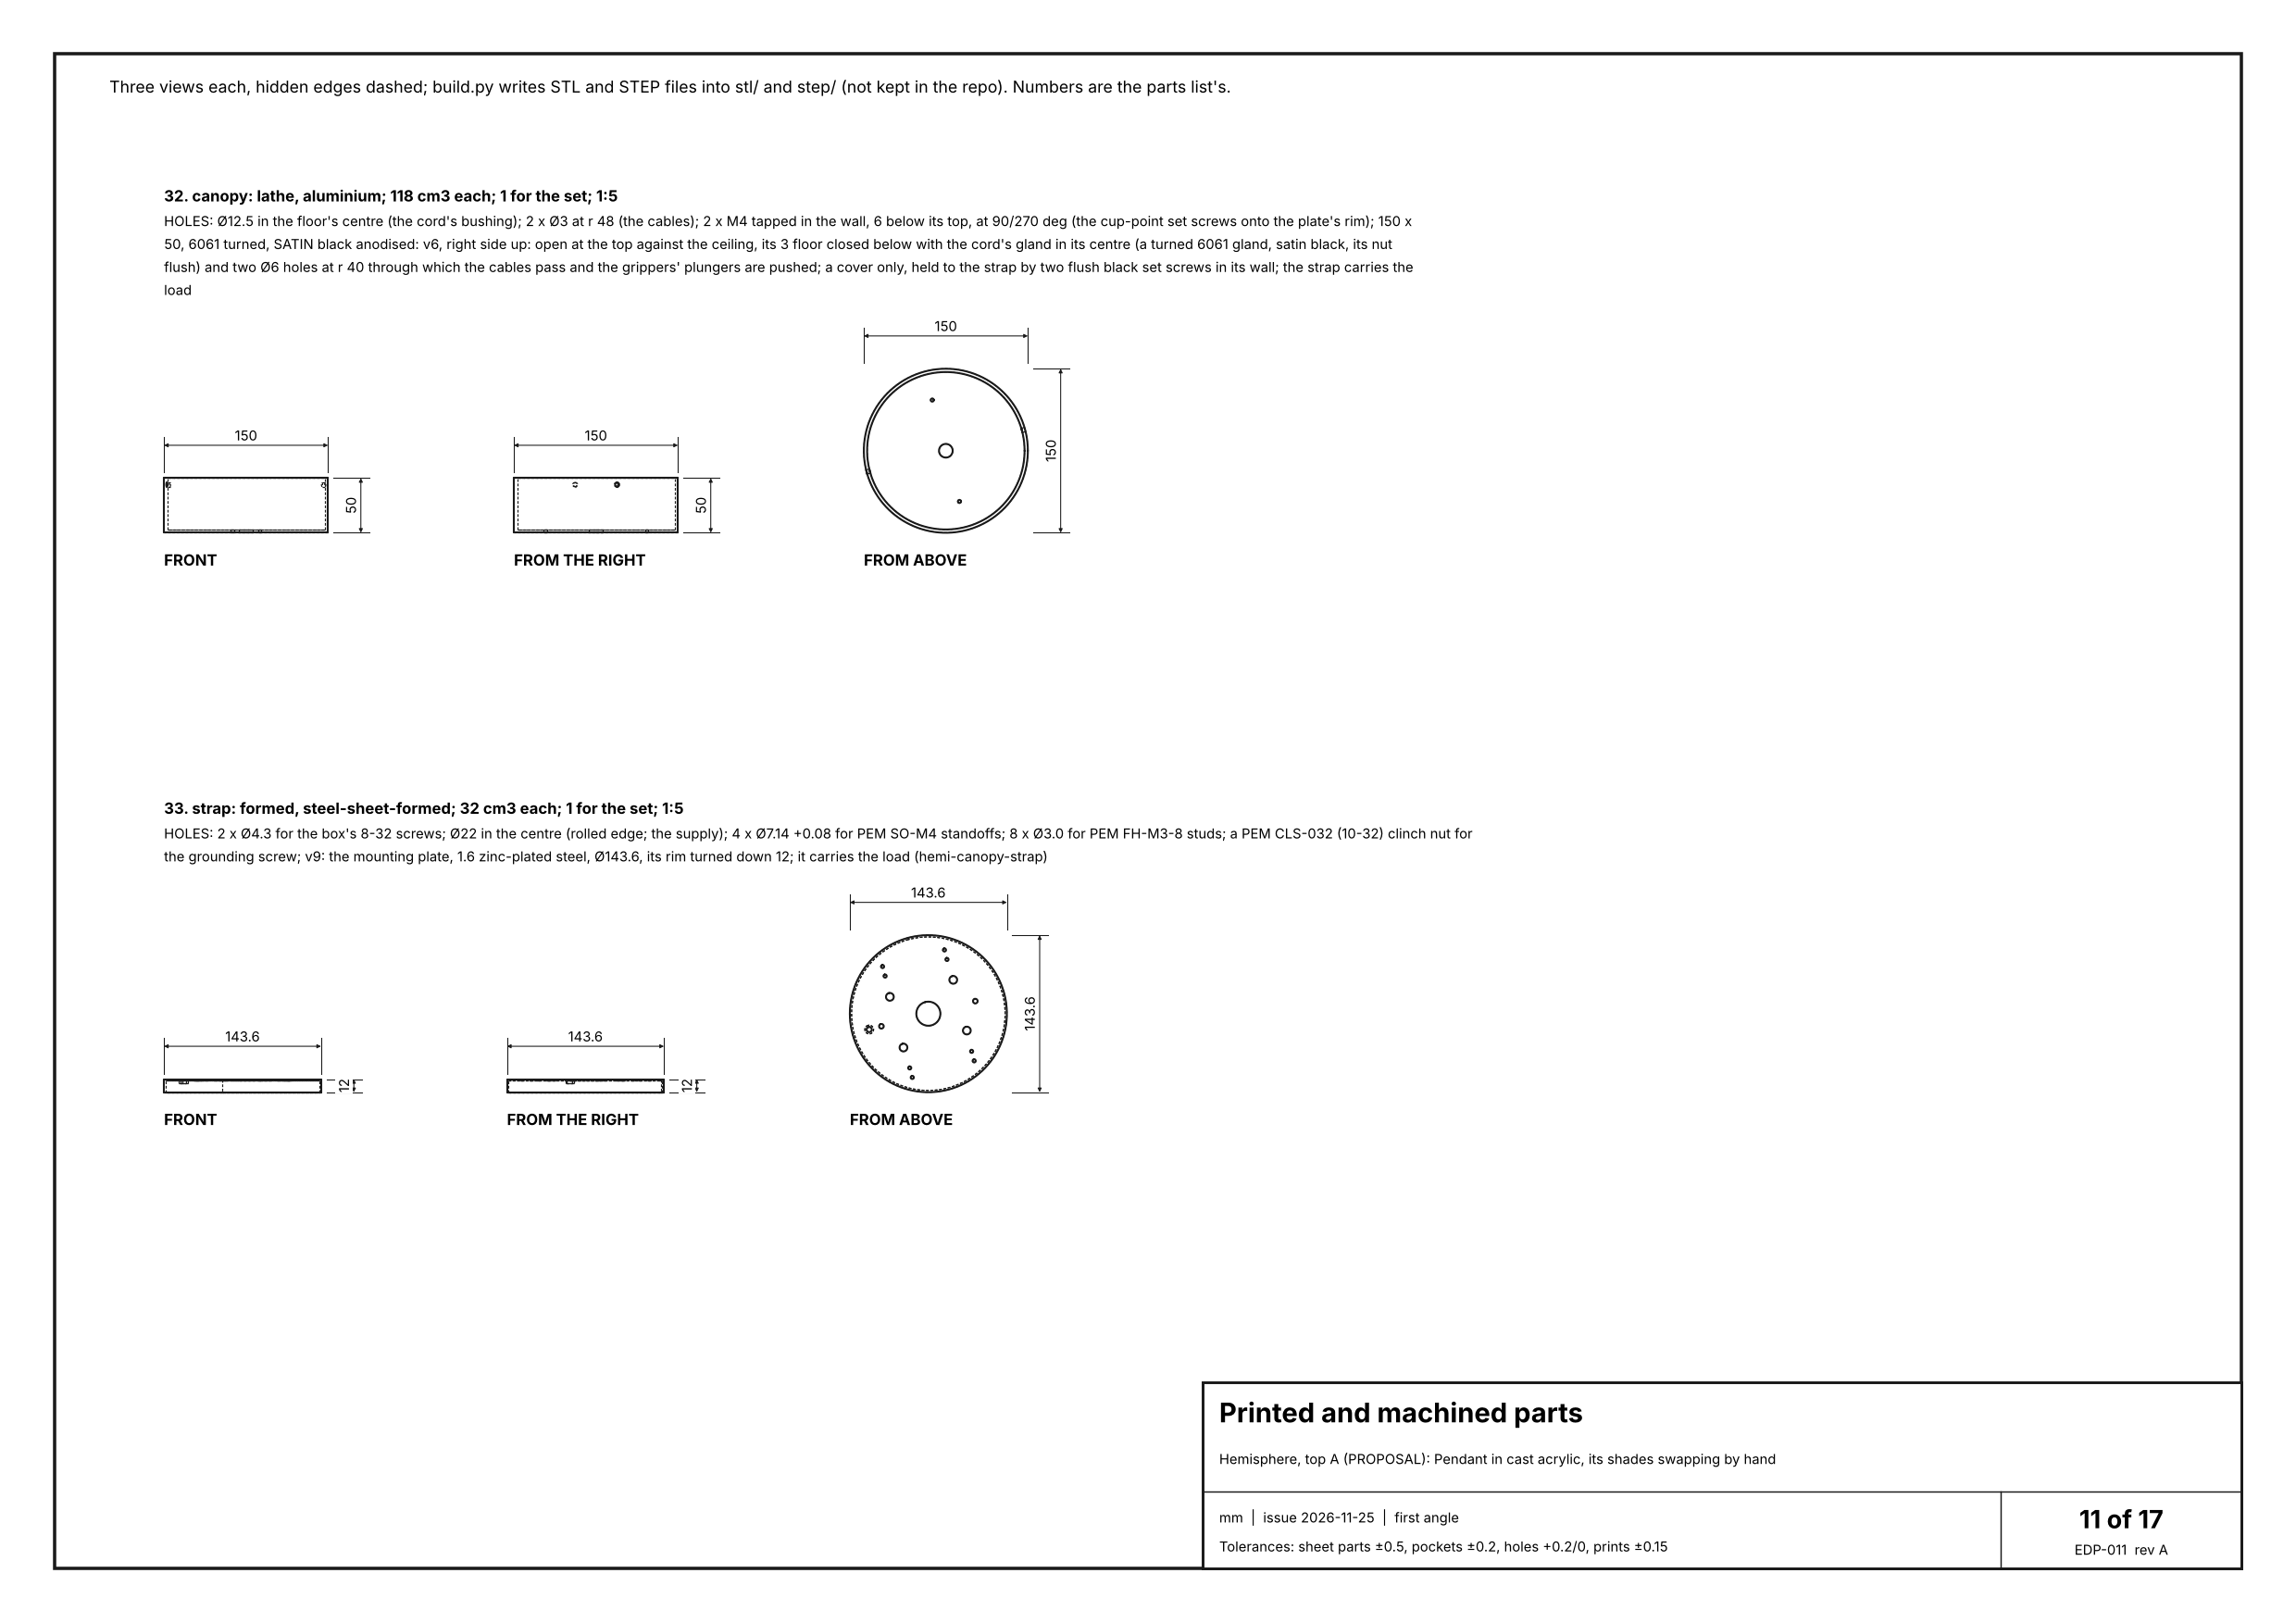 Three views each, hidden edges dashed; build.py writes STL and STEP files into stl/ and step/ (not kept in the repo). Numbers are the parts list's.
32. canopy: lathe, aluminium; 118 cm3 each; 1 for the set; 1:5
HOLES: Ø12.5 in the floor's centre (the cord's bushing); 2 x Ø3 at r 48 (the cables); 2 x M4 tapped in the wall, 6 below its top, at 90/270 deg (the cup-point set screws onto the plate's rim); 150 x
50, 6061 turned, SATIN black anodised: v6, right side up: open at the top against the ceiling, its 3 floor closed below with the cord's gland in its centre (a turned 6061 gland, satin black, its nut
flush) and two Ø6 holes at r 40 through which the cables pass and the grippers' plungers are pushed; a cover only, held to the strap by two flush black set screws in its wall; the strap carries the
load
150
150
150
150
50
50
FRONT
FROM THE RIGHT
FROM ABOVE
33. strap: formed, steel-sheet-formed; 32 cm3 each; 1 for the set; 1:5
HOLES: 2 x Ø4.3 for the box's 8-32 screws; Ø22 in the centre (rolled edge; the supply); 4 x Ø7.14 +0.08 for PEM SO-M4 standoffs; 8 x Ø3.0 for PEM FH-M3-8 studs; a PEM CLS-032 (10-32) clinch nut for
the grounding screw; v9: the mounting plate, 1.6 zinc-plated steel, Ø143.6, its rim turned down 12; it carries the load (hemi-canopy-strap)
143.6
143.6
143.6
143.6
12
12
FRONT
FROM THE RIGHT
FROM ABOVE
Printed and machined parts
Hemisphere, top A (PROPOSAL): Pendant in cast acrylic, its shades swapping by hand
mm | issue 2026-11-25 | first angle
Tolerances: sheet parts ±0.5, pockets ±0.2, holes +0.2/0, prints ±0.15
11 of 17
EDP-011 rev A